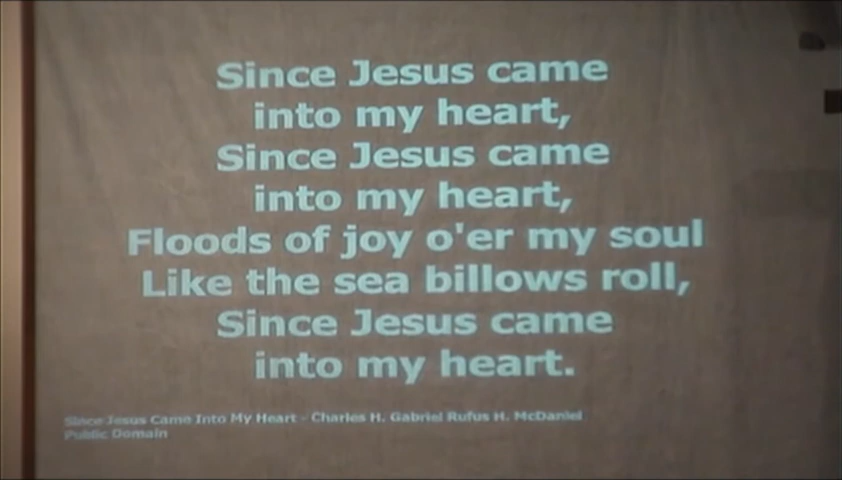 Since Jesus came
into my heart,
Since Jesus came
into my heart,
Floods of joy o'er my soul
Like the sea billows roll,
Since Jesus came
into my heart.
Since Jesus Came Into My Heart - Charles H. Gabriel Rufus H. McDaniel
Public Domain